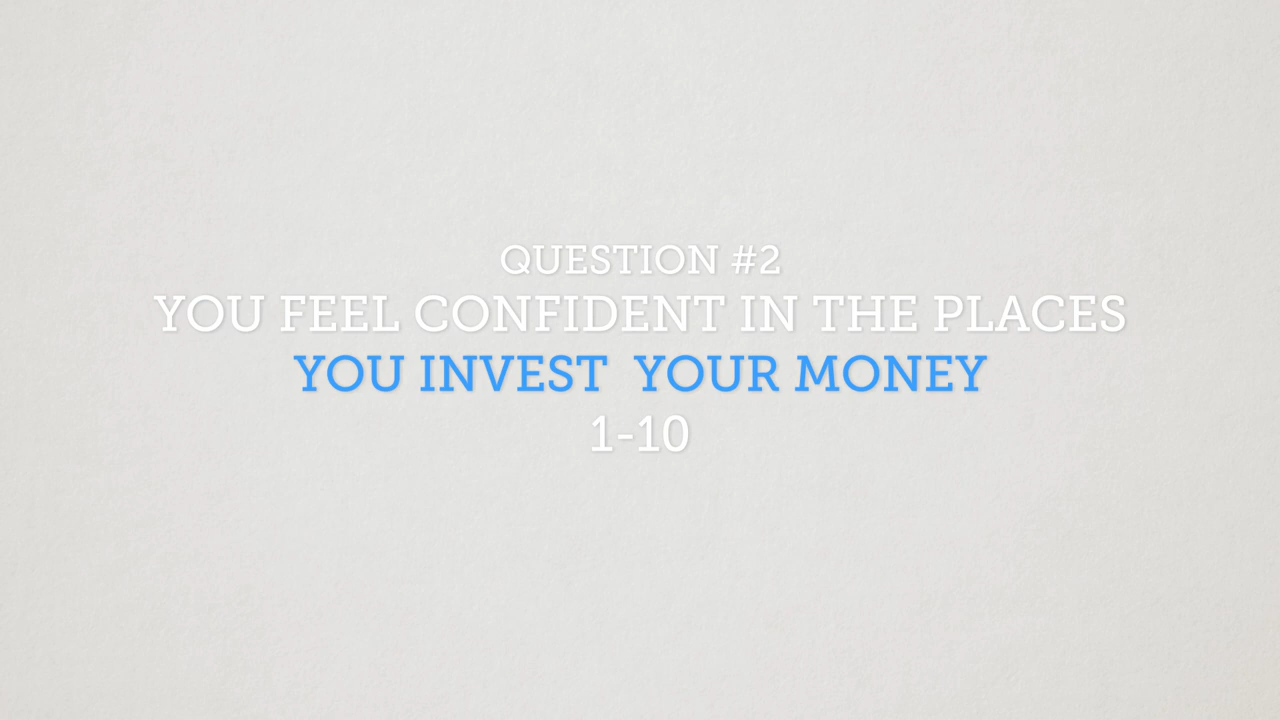 QUESTION #2
YOU FEEL CONFIDENT IN THE PLACES
YOU INVEST  YOUR MONEY
1-10